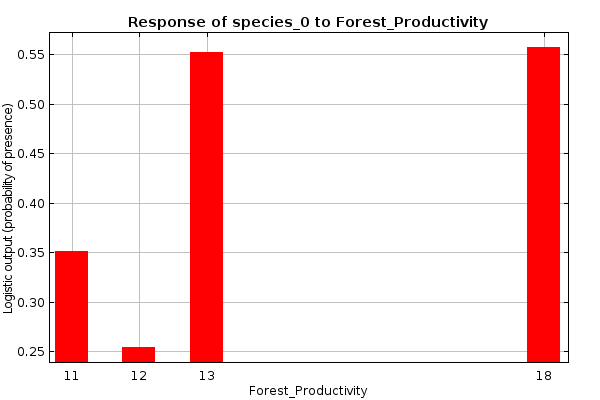 Response of species_0 to Forest_Productivity
Logistic output (probability of presence)
0.55
0.50
0.45
0.40
0.35
0.30
0.25
11 12 13 18
Forest_Productivity